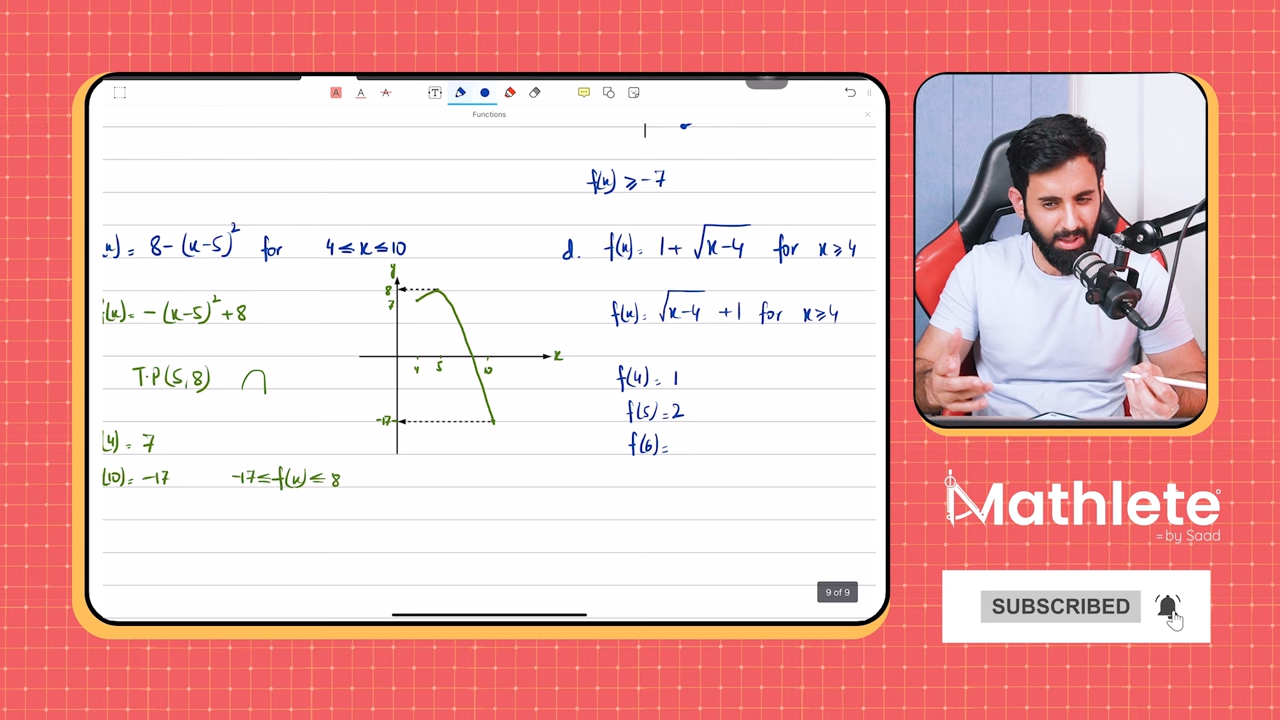 A A A T
Functions
f(x) ≥ -7
x) = 8 - (x-5)² for 4 ≤ x ≤ 10
(x) = -(x-5)² + 8
T.P (5, 8)
(4) = 7
(10) = -17 -17 ≤ f(x) ≤ 8
y
8
7
4 5 10 x
-17
d. f(x) = 1 + √(x-4) for x ≥ 4
f(x) = √(x-4) + 1 for x ≥ 4
f(4) = 1
f(5) = 2
f(6) =
9 of 9
Mathlete
= by Saad
SUBSCRIBED